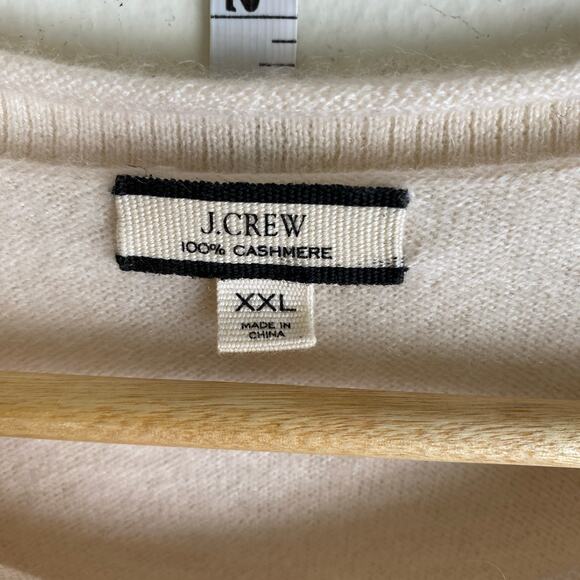 J.CREW
100% CASHMERE
XXL
MADE IN
CHINA